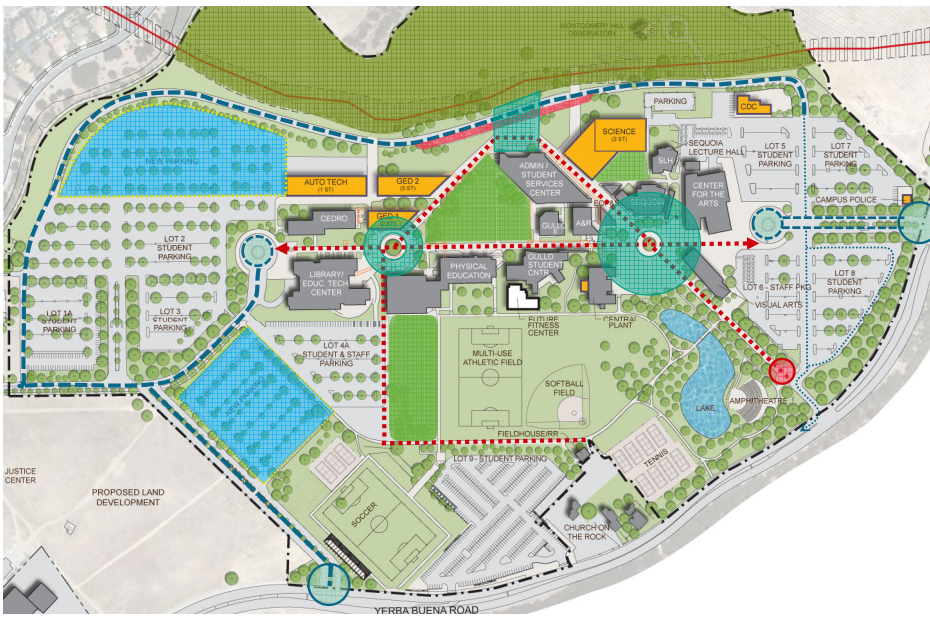 MONTGOMERY HILL
OBSERVATORY
PARKING
CDC
SCIENCE
(2 ST)
SEQUOIA
LECTURE HALL
LOT 5
STUDENT
PARKING
LOT 7
STUDENT
PARKING
NEW PARKING
ADMIN /
STUDENT
SERVICES
CENTER
SLH
AUTO TECH
(1 ST)
GED 2
(3 ST)
CENTER
FOR THE
ARTS
CAMPUS POLICE
SEQUOIA
CEDRO
GED 1
GULLO
A&R
LOT 2
STUDENT
PARKING
LIBRARY/
EDUC. TECH
CENTER
PHYSICAL
EDUCATION
GULLO
STUDENT
CNTR
LOT 8
STUDENT
PARKING
LOT 6 - STAFF PKG
VISUAL ARTS
LOT 1A
STUDENT
PARKING
LOT 3
STUDENT
PARKING
FUTURE
FITNESS
CENTER
CENTRAL
PLANT
LOT 4A
STUDENT & STAFF
PARKING
MULTI-USE
ATHLETIC FIELD
SOFTBALL
FIELD
LAKE
AMPHITHEATRE
NEW PARKING
FIELDHOUSE/RR
LOT 9 - STUDENT PARKING
TENNIS
JUSTICE
CENTER
PROPOSED LAND
DEVELOPMENT
SOCCER
CHURCH ON
THE ROCK
YERBA BUENA ROAD